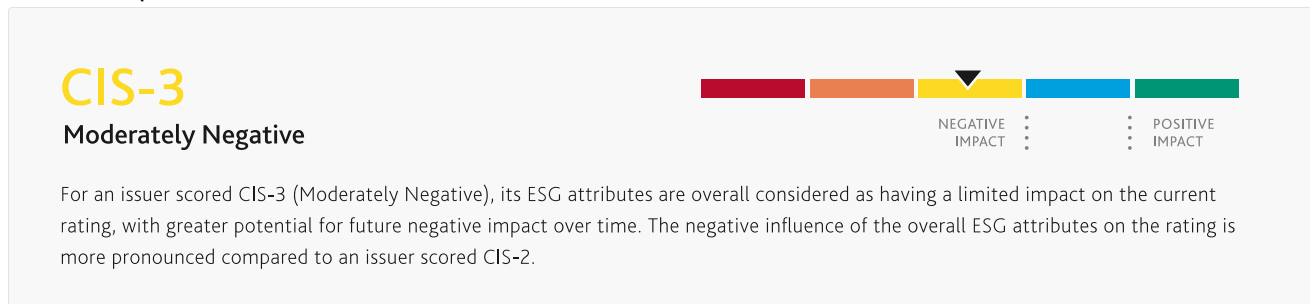 CIS-3
Moderately Negative
NEGATIVE
IMPACT
POSITIVE
IMPACT
For an issuer scored CIS-3 (Moderately Negative), its ESG attributes are overall considered as having a limited impact on the current
rating, with greater potential for future negative impact over time. The negative influence of the overall ESG attributes on the rating is
more pronounced compared to an issuer scored CIS-2.